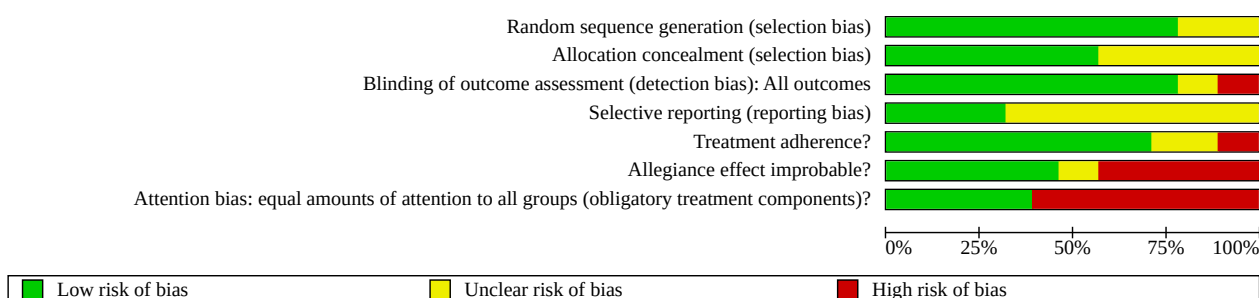 Random sequence generation (selection bias)
Allocation concealment (selection bias)
Blinding of outcome assessment (detection bias): All outcomes
Selective reporting (reporting bias)
Treatment adherence?
Allegiance effect improbable?
Attention bias: equal amounts of attention to all groups (obligatory treatment components)?
0% 25% 50% 75% 100%
Low risk of bias Unclear risk of bias High risk of bias